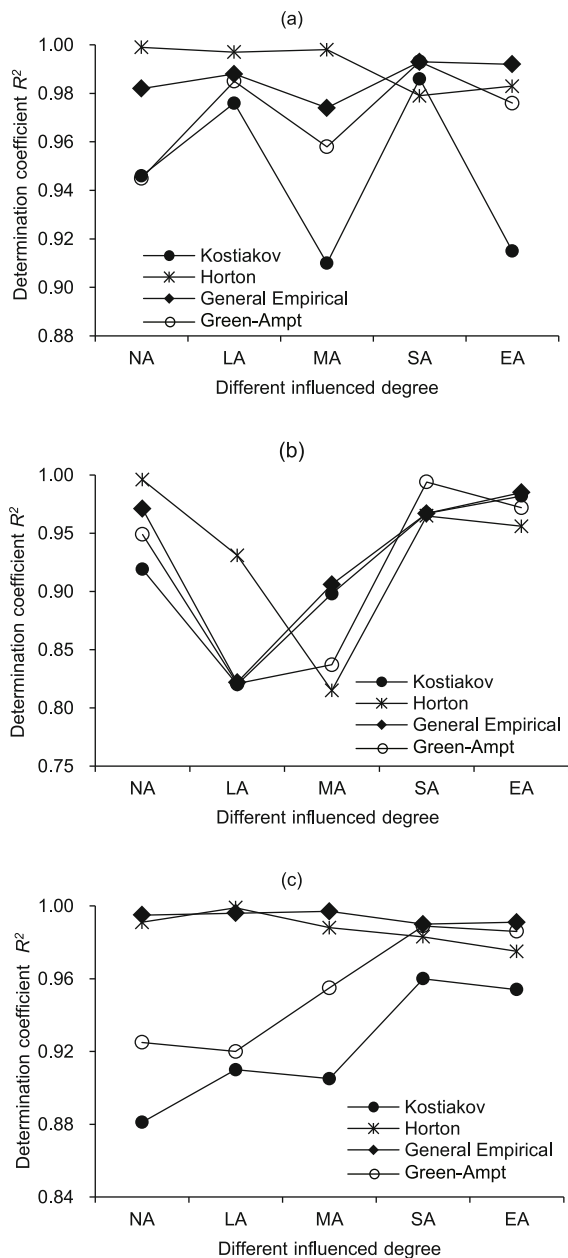 (a)
Determination coefficient R²
1.00
0.98
0.96
0.94
0.92
0.90
0.88
Kostiakov
Horton
General Empirical
Green-Ampt
NA LA MA SA EA
Different influenced degree
(b)
Determination coefficient R²
1.00
0.95
0.90
0.85
0.80
0.75
Kostiakov
Horton
General Empirical
Green-Ampt
NA LA MA SA EA
Different influenced degree
(c)
Determination coefficient R²
1.00
0.96
0.92
0.88
0.84
Kostiakov
Horton
General Empirical
Green-Ampt
NA LA MA SA EA
Different influenced degree